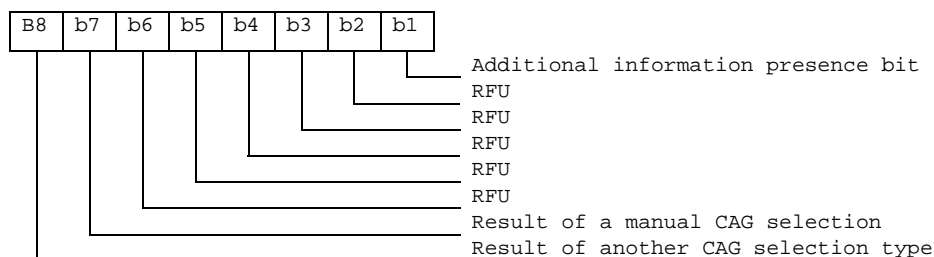 B8 b7 b6 b5 b4 b3 b2 b1
Additional information presence bit
RFU
RFU
RFU
RFU
RFU
Result of a manual CAG selection
Result of another CAG selection type